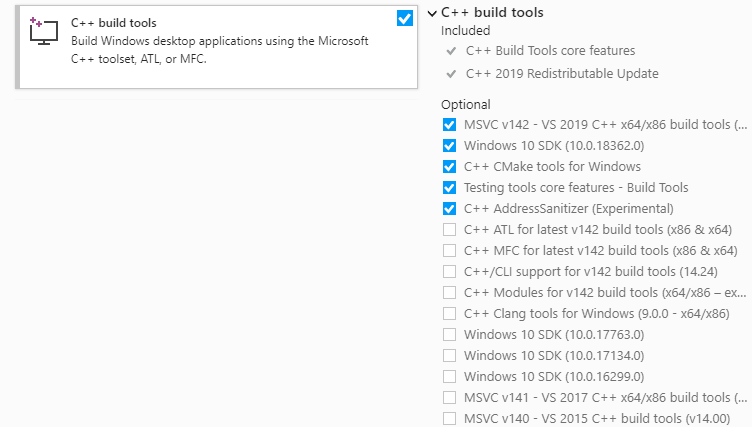 C++ build tools
Build Windows desktop applications using the Microsoft
C++ toolset, ATL, or MFC.
C++ build tools
Included
C++ Build Tools core features
C++ 2019 Redistributable Update
Optional
MSVC v142 - VS 2019 C++ x64/x86 build tools (...
Windows 10 SDK (10.0.18362.0)
C++ CMake tools for Windows
Testing tools core features - Build Tools
C++ AddressSanitizer (Experimental)
C++ ATL for latest v142 build tools (x86 & x64)
C++ MFC for latest v142 build tools (x86 & x64)
C++/CLI support for v142 build tools (14.24)
C++ Modules for v142 build tools (x64/x86 – ex...
C++ Clang tools for Windows (9.0.0 - x64/x86)
Windows 10 SDK (10.0.17763.0)
Windows 10 SDK (10.0.17134.0)
Windows 10 SDK (10.0.16299.0)
MSVC v141 - VS 2017 C++ x64/x86 build tools (...
MSVC v140 - VS 2015 C++ build tools (v14.00)